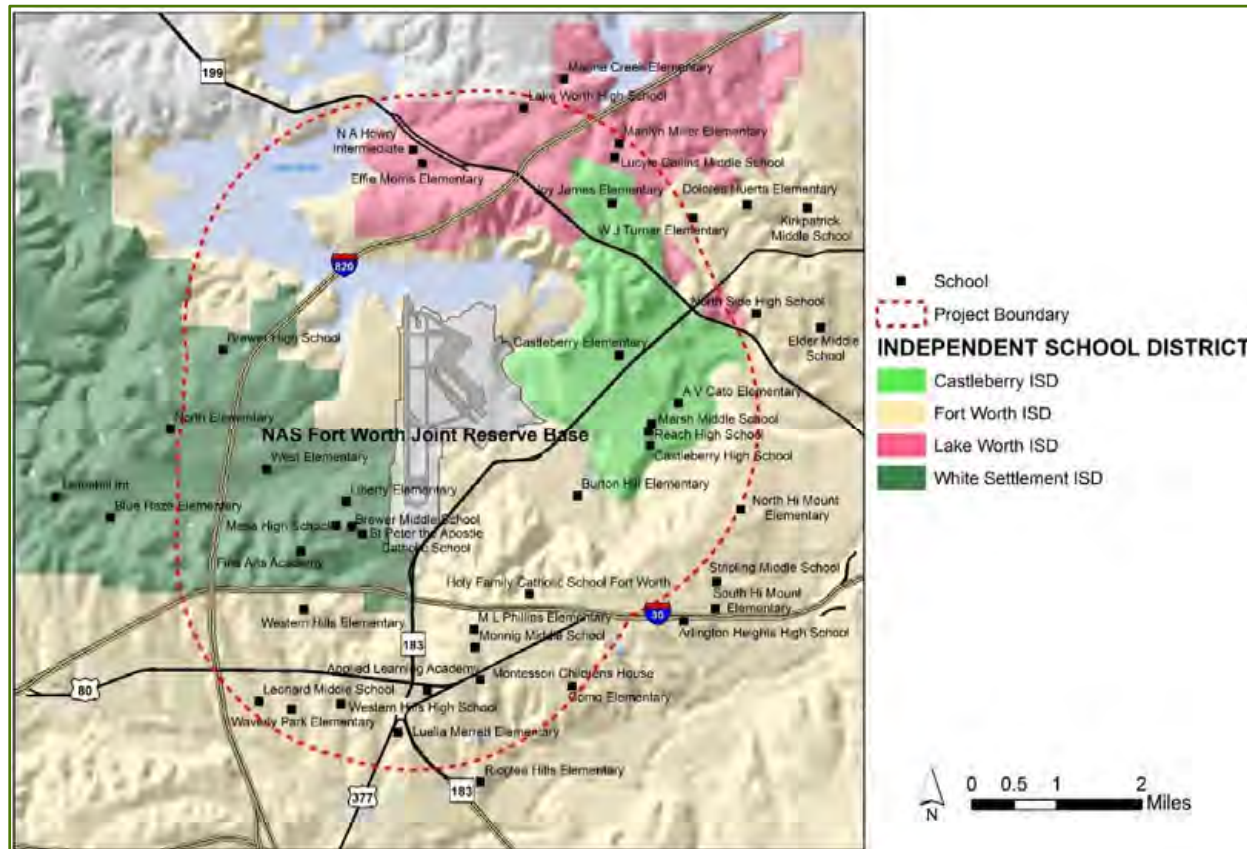 199
Marine Creek Elementary
Lake Worth High School
N A Howry
Intermediate
Effie Morris Elementary
Marilyn Miller Elementary
Lucyle Collins Middle School
Joy James Elementary
Dolores Huerta Elementary
W J Turner Elementary
Kirkpatrick
Middle School
820
North Side High School
Elder Middle
School
Brewer High School
Castleberry Elementary
A V Cato Elementary
North Elementary
Marsh Middle School
NAS Fort Worth Joint Reserve Base
Reach High School
Castleberry High School
West Elementary
Burton Hill Elementary
Liberty Elementary
Blue Haze Elementary
North Hi Mount
Elementary
Mesa High School
Brewer Middle School
St Peter the Apostle
Catholic School
Fine Arts Academy
Stripling Middle School
Holy Family Catholic School Fort Worth
South Hi Mount
Elementary
30
Western Hills Elementary
M L Phillips Elementary
Arlington Heights High School
183
Monnig Middle School
Applied Learning Academy
Montessori Childrens House
80
Leonard Middle School
Como Elementary
Western Hills High School
Waverly Park Elementary
Luella Merrett Elementary
Ridglea Hills Elementary
377
183
School
Project Boundary
INDEPENDENT SCHOOL DISTRICT
Castleberry ISD
Fort Worth ISD
Lake Worth ISD
White Settlement ISD
N
0 0.5 1 2
Miles